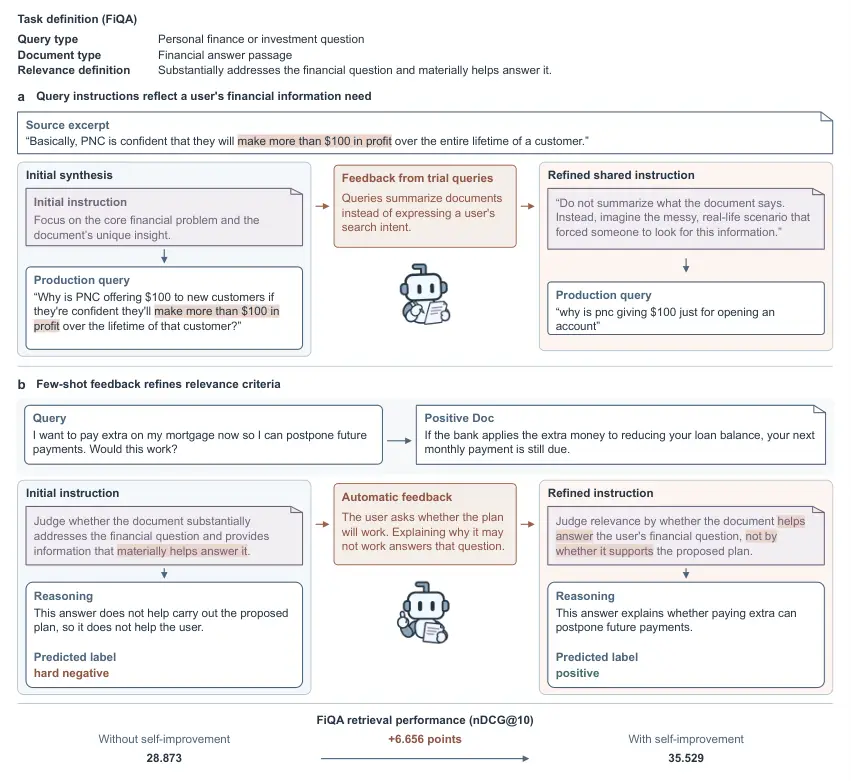 Task definition (FiQA)
Query type Personal finance or investment question
Document type Financial answer passage
Relevance definition Substantially addresses the financial question and materially helps answer it.
a Query instructions reflect a user's financial information need
Source excerpt
“Basically, PNC is confident that they will make more than $100 in profit over the entire lifetime of a customer.”
Initial synthesis
Initial instruction
Focus on the core financial problem and the
document's unique insight.
Production query
“Why is PNC offering $100 to new customers if
they're confident they'll make more than $100 in
profit over the lifetime of that customer?”
Feedback from trial queries
Queries summarize documents
instead of expressing a user's
search intent.
Refined shared instruction
“Do not summarize what the document says.
Instead, imagine the messy, real-life scenario that
forced someone to look for this information.”
Production query
“why is pnc giving $100 just for opening an
account”
b Few-shot feedback refines relevance criteria
Query
I want to pay extra on my mortgage now so I can postpone future
payments. Would this work?
Positive Doc
If the bank applies the extra money to reducing your loan balance, your next
monthly payment is still due.
Initial instruction
Judge whether the document substantially
addresses the financial question and provides
information that materially helps answer it.
Reasoning
This answer does not help carry out the proposed
plan, so it does not help the user.
Predicted label
hard negative
Automatic feedback
The user asks whether the plan
will work. Explaining why it may
not work answers that question.
Refined instruction
Judge relevance by whether the document helps
answer the user's financial question, not by
whether it supports the proposed plan.
Reasoning
This answer explains whether paying extra can
postpone future payments.
Predicted label
positive
FiQA retrieval performance (nDCG@10)
Without self-improvement
28.873
+6.656 points
With self-improvement
35.529